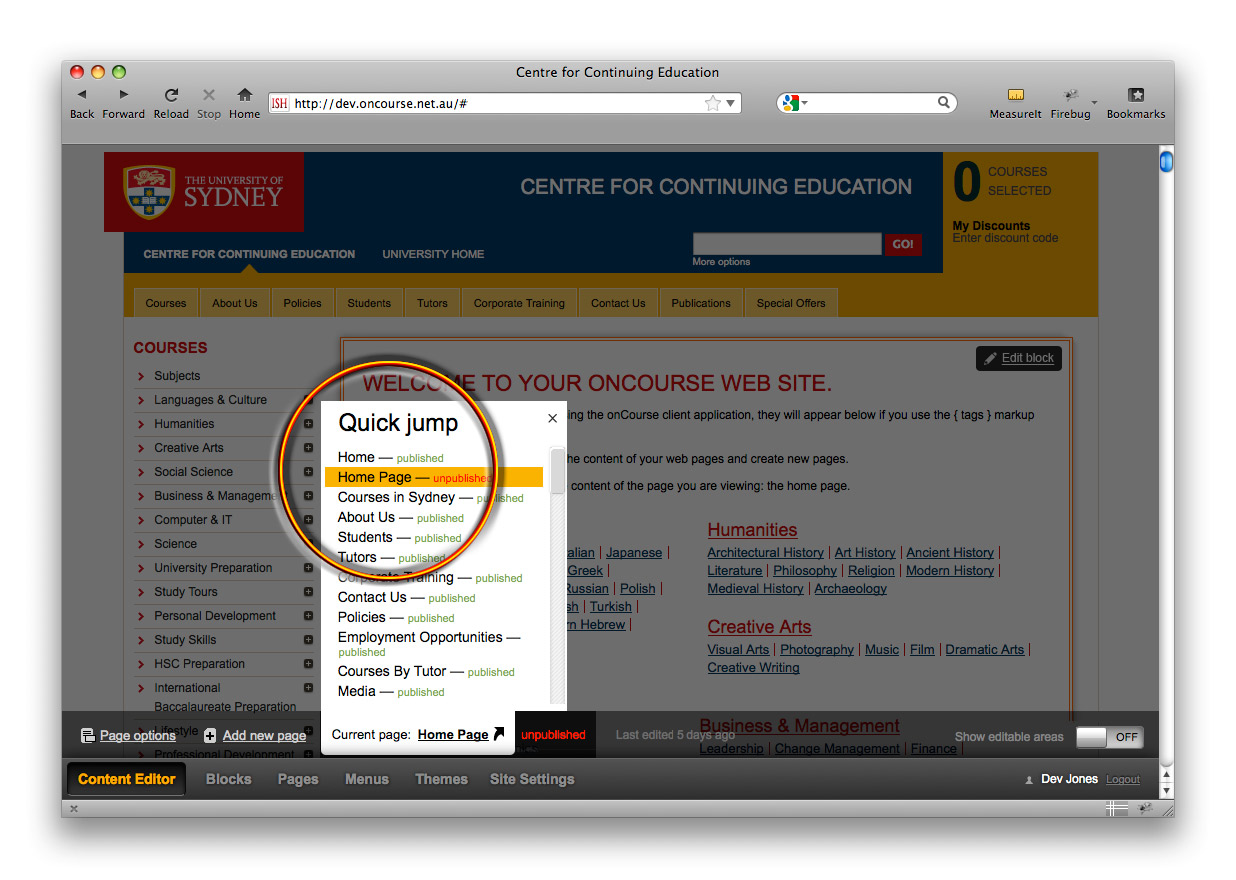 Centre for Continuing Education
Back Forward Reload Stop Home
ISH http://dev.oncourse.net.au/#
MeasureIt Firebug Bookmarks
THE UNIVERSITY OF
SYDNEY
CENTRE FOR CONTINUING EDUCATION
0 COURSES
SELECTED
My Discounts
Enter discount code
CENTRE FOR CONTINUING EDUCATION UNIVERSITY HOME
GO!
More options
Courses About Us Policies Students Tutors Corporate Training Contact Us Publications Special Offers
COURSES
Subjects
Languages & Culture
Humanities
Creative Arts
Social Science
Business & Manageme
Computer & IT
Science
University Preparation
Study Tours
Personal Development
Study Skills
HSC Preparation
International
Baccalaureate Preparation
Lifestyle
Professional Development
Edit block
WELCOME TO YOUR ONCOURSE WEB SITE.
sing the onCourse client application, they will appear below if you use the { tags } markup
he content of your web pages and create new pages.
content of the page you are viewing: the home page.
alian | Japanese |
Greek |
Russian | Polish |
sh | Turkish |
rn Hebrew |
Humanities
Architectural History | Art History | Ancient History |
Literature | Philosophy | Religion | Modern History |
Medieval History | Archaeology
Creative Arts
Visual Arts | Photography | Music | Film | Dramatic Arts |
Creative Writing
Business & Management
Leadership | Change Management | Finance |
Quick jump ×
Home — published
Home Page — unpublished
Courses in Sydney — published
About Us — published
Students — published
Tutors — published
Corporate Training — published
Contact Us — published
Policies — published
Employment Opportunities —
published
Courses By Tutor — published
Media — published
Page options Add new page Current page: Home Page unpublished Last edited 5 days ago Show editable areas OFF
Content Editor Blocks Pages Menus Themes Site Settings Dev Jones Logout